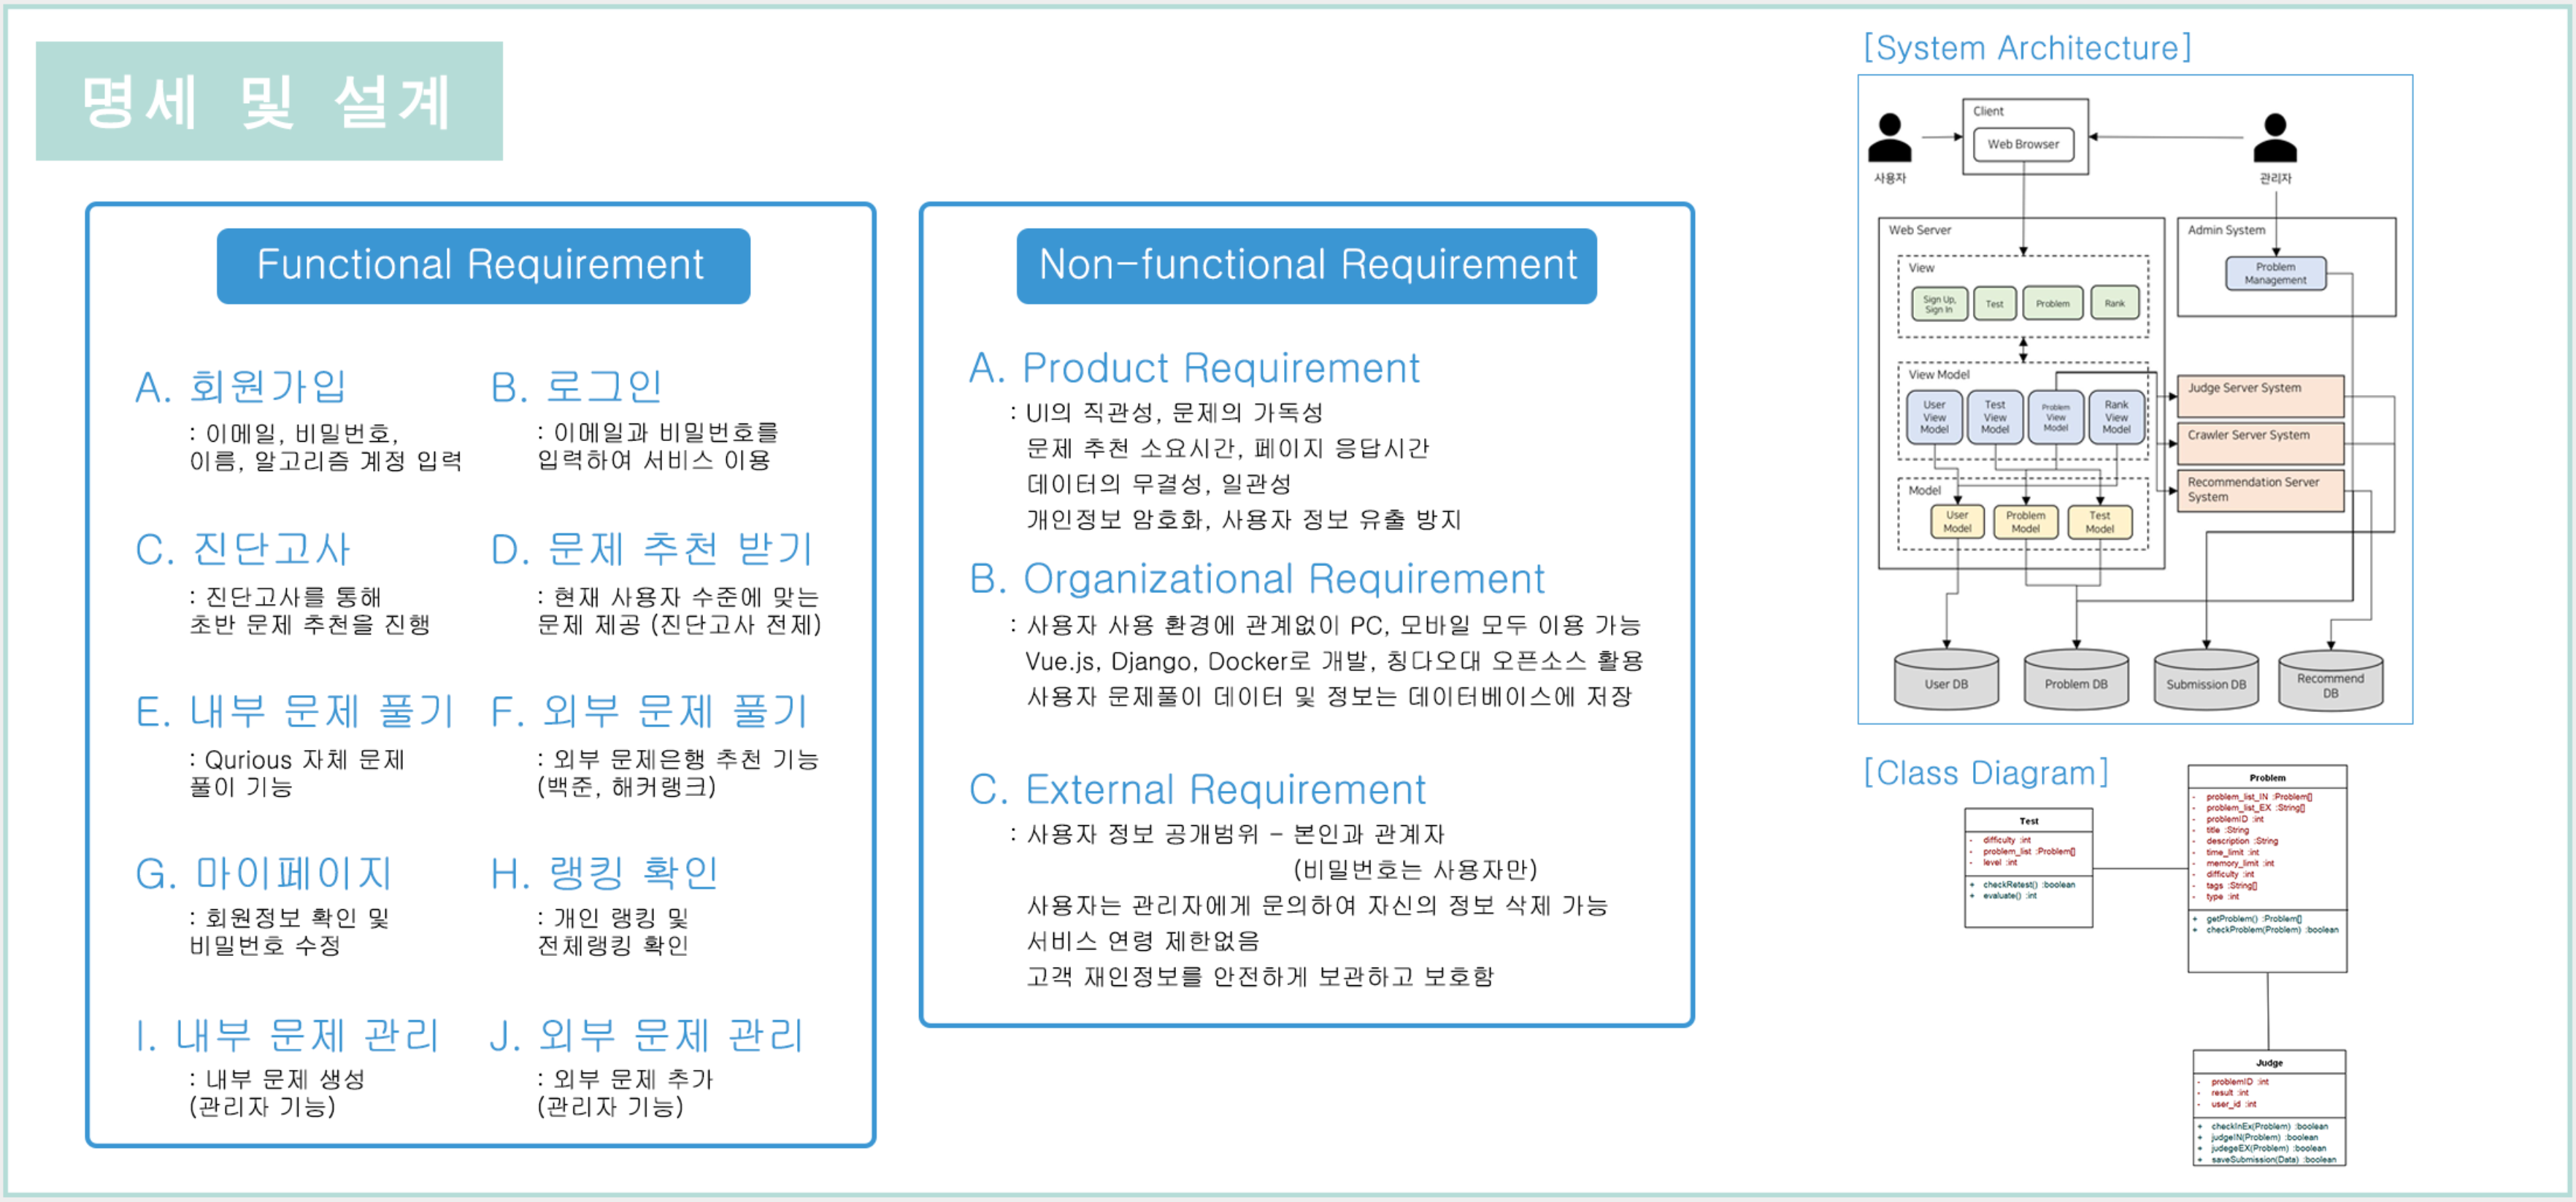 명세 및 설계
Functional Requirement
A. 회원가입
: 이메일, 비밀번호,
이름, 알고리즘 계정 입력
B. 로그인
: 이메일과 비밀번호를
입력하여 서비스 이용
C. 진단고사
: 진단고사를 통해
초반 문제 추천을 진행
D. 문제 추천 받기
: 현재 사용자 수준에 맞는
문제 제공 (진단고사 전제)
E. 내부 문제 풀기
: Qurious 자체 문제
풀이 기능
F. 외부 문제 풀기
: 외부 문제은행 추천 기능
(백준, 해커랭크)
G. 마이페이지
: 회원정보 확인 및
비밀번호 수정
H. 랭킹 확인
: 개인 랭킹 및
전체랭킹 확인
I. 내부 문제 관리
: 내부 문제 생성
(관리자 기능)
J. 외부 문제 관리
: 외부 문제 추가
(관리자 기능)
Non-functional Requirement
A. Product Requirement
: UI의 직관성, 문제의 가독성
문제 추천 소요시간, 페이지 응답시간
데이터의 무결성, 일관성
개인정보 암호화, 사용자 정보 유출 방지
B. Organizational Requirement
: 사용자 사용 환경에 관계없이 PC, 모바일 모두 이용 가능
Vue.js, Django, Docker로 개발, 칭다오대 오픈소스 활용
사용자 문제풀이 데이터 및 정보는 데이터베이스에 저장
C. External Requirement
: 사용자 정보 공개범위 - 본인과 관계자
(비밀번호는 사용자만)
사용자는 관리자에게 문의하여 자신의 정보 삭제 가능
서비스 연령 제한없음
고객 재인정보를 안전하게 보관하고 보호함
[System Architecture]
Client
Web Browser
사용자
관리자
Web Server
Admin System
View
Problem
Management
Sign Up,
Sign In
Test
Problem
Rank
View Model
User
View
Model
Test
View
Model
Problem
View
Model
Rank
View
Model
Judge Server System
Crawler Server System
Recommendation Server
System
Model
User
Model
Problem
Model
Test
Model
User DB
Problem DB
Submission DB
Recommend
DB
[Class Diagram]
Test
- difficulty :int
- problem_list :Problem[]
- level :int
+ checkRetest() :boolean
+ evaluate() :int
Problem
- problem_list_IN :Problem[]
- problem_list_EX :String[]
- problemID :int
- title :String
- description :String
- time_limit :int
- memory_limit :int
- difficulty :int
- tags :String[]
- type :int
+ getProblem() :Problem[]
+ checkProblem(Problem) :boolean
Judge
- problemID :int
- result :int
- user_id :int
+ checkInEx(Problem) :boolean
+ judgeIN(Problem) :boolean
+ judegeEX(Problem) :boolean
+ saveSubmission(Data) :boolean